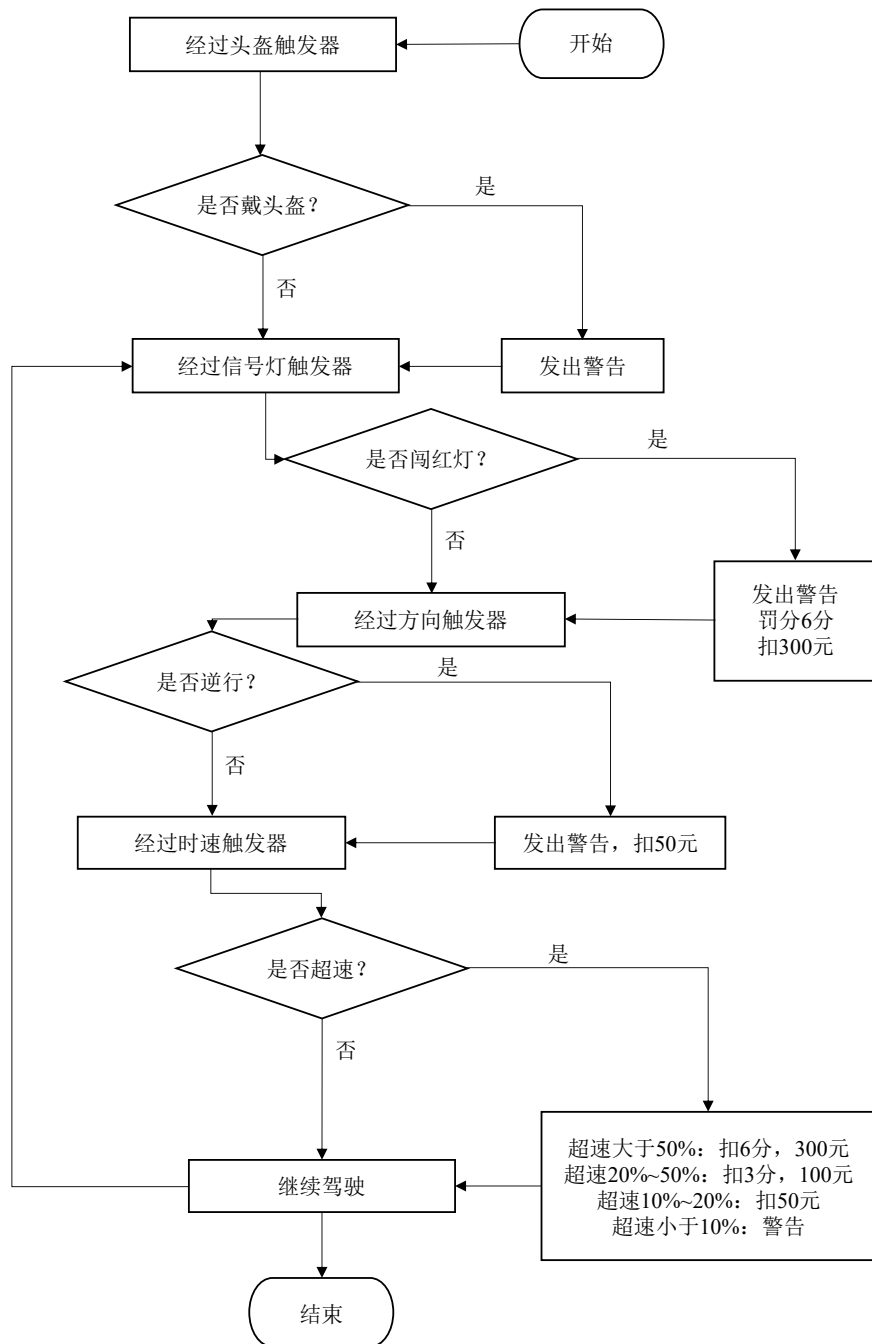 开始
经过头盔触发器
是否戴头盔？
是
否
经过信号灯触发器
发出警告
是否闯红灯？
是
否
发出警告
罚分6分
扣300元
经过方向触发器
是否逆行？
是
否
经过时速触发器
发出警告，扣50元
是否超速？
是
否
超速大于50%：扣6分，300元
超速20%~50%：扣3分，100元
超速10%~20%：扣50元
超速小于10%：警告
继续驾驶
结束